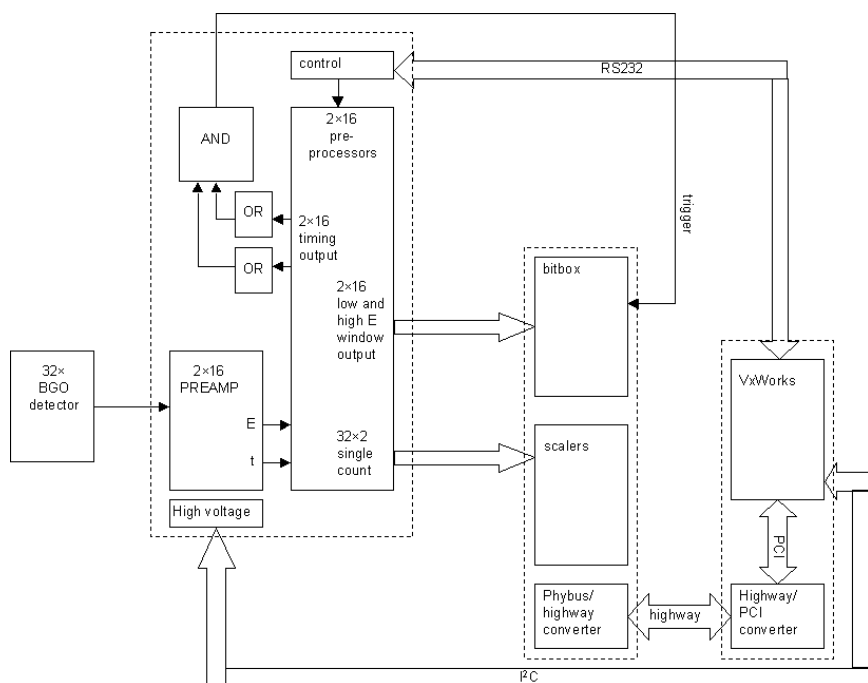 control
RS232
2×16
pre-
processors
AND
OR
2×16
timing
output
OR
trigger
bitbox
2×16
low and
high E
window
output
32×
BGO
detector
2×16
PREAMP
E
t
VxWorks
32×2
single
count
scalers
High voltage
PCI
Phybus/
highway
converter
highway
Highway/
PCI
converter
I²C